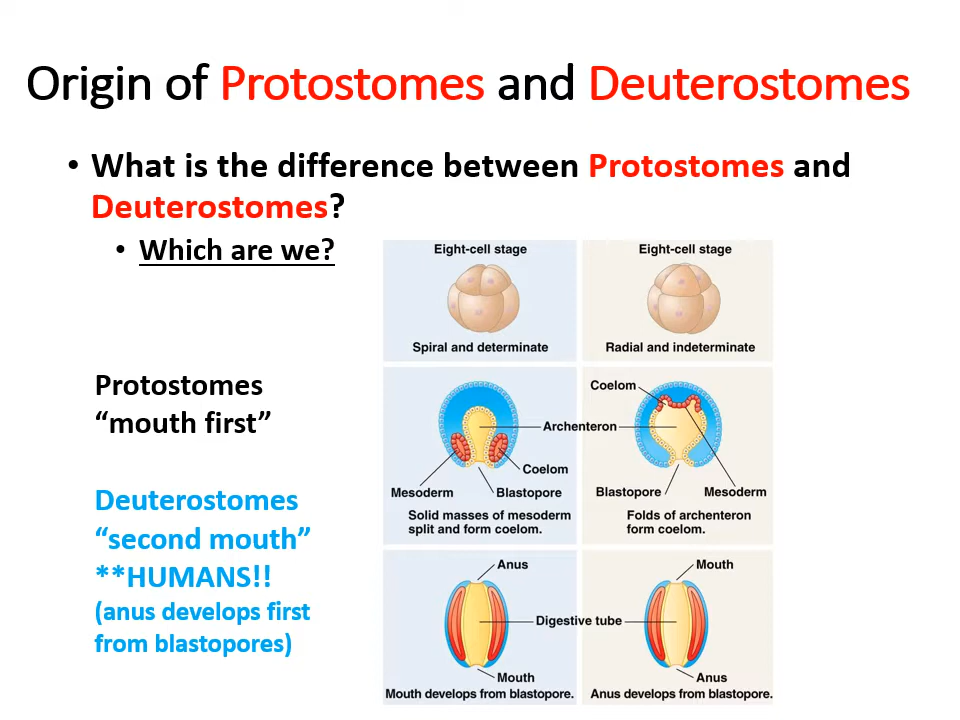 Origin of Protostomes and Deuterostomes
• What is the difference between Protostomes and
Deuterostomes?
• Which are we?
Protostomes
“mouth first”
Deuterostomes
“second mouth”
**HUMANS!!
(anus develops first
from blastopores)
Eight-cell stage
Eight-cell stage
Spiral and determinate
Radial and indeterminate
Coelom
Archenteron
Coelom
Mesoderm
Blastopore
Blastopore
Mesoderm
Solid masses of mesoderm
split and form coelom.
Folds of archenteron
form coelom.
Anus
Mouth
Digestive tube
Mouth
Anus
Mouth develops from blastopore.
Anus develops from blastopore.